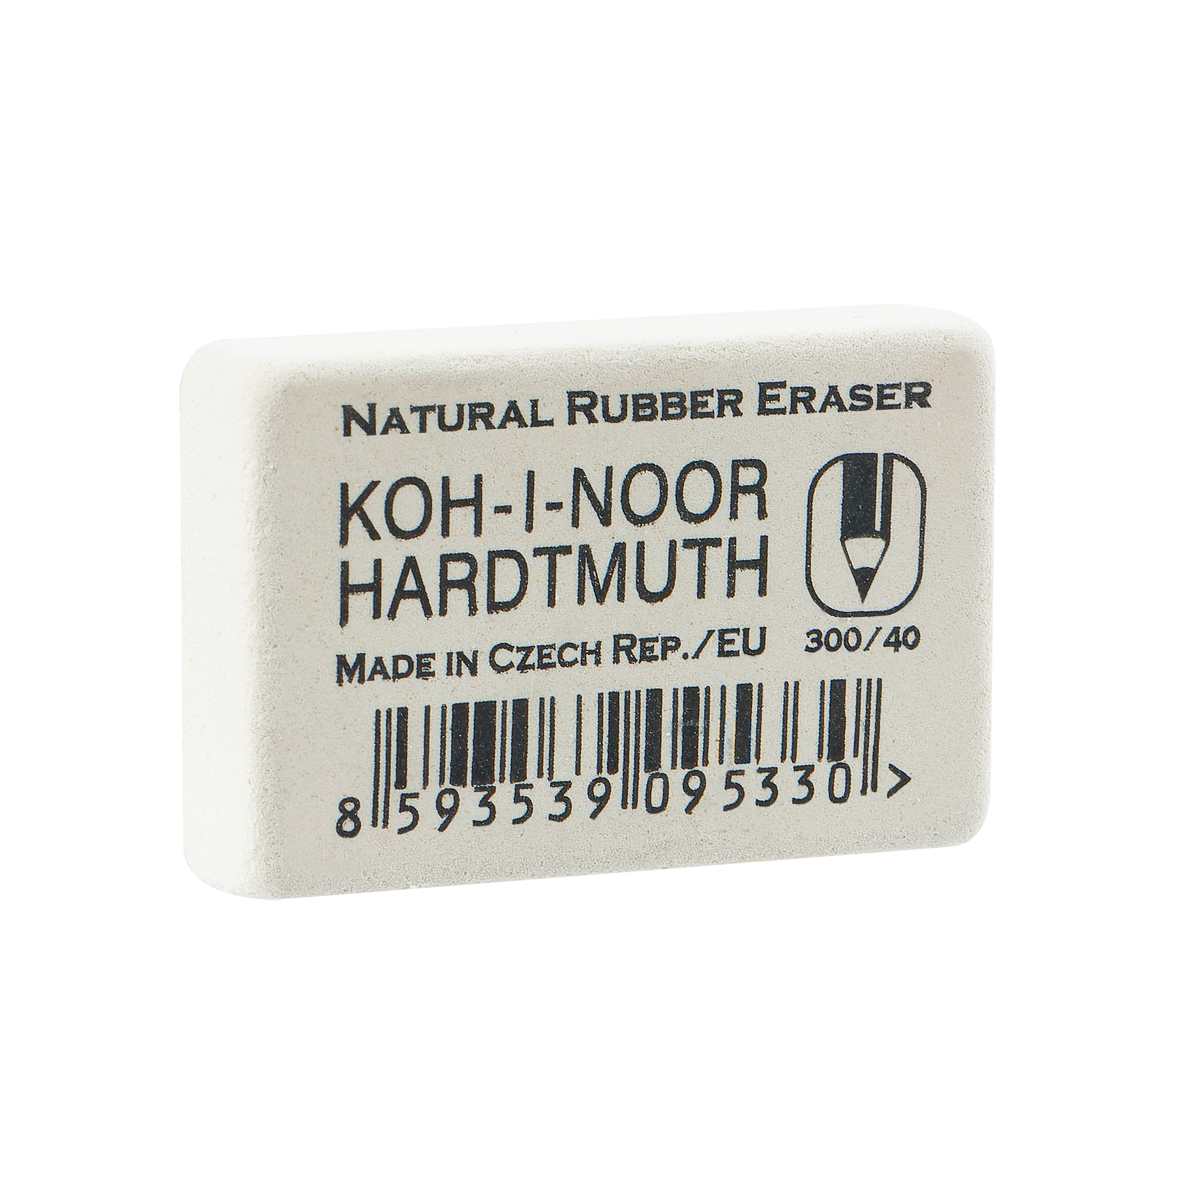 NATURAL RUBBER ERASER
KOH-I-NOOR
HARDTMUTH
MADE IN CZECH REP./EU
300/40
8 593539 095330 >